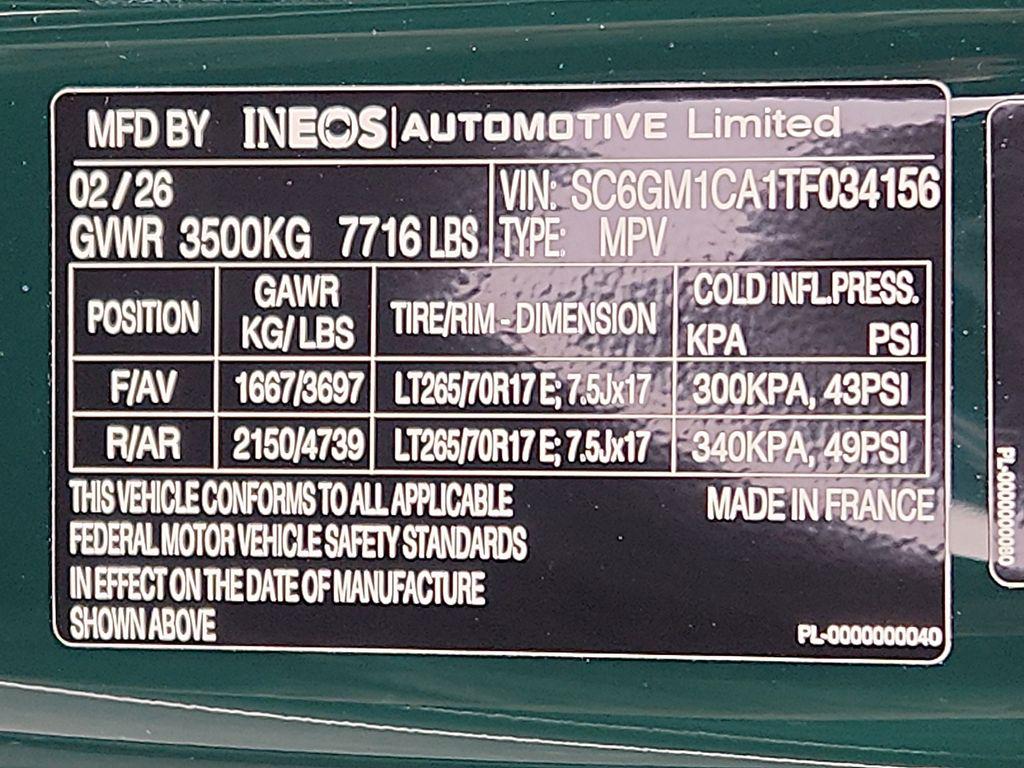 MFD BY INEOS|AUTOMOTIVE Limited
02/26
VIN: SC6GM1CA1TF034156
GVWR 3500KG 7716 LBS
TYPE: MPV
POSITION
GAWR
KG/LBS
TIRE/RIM - DIMENSION
COLD INFL.PRESS.
KPA PSI
F/AV 1667/3697 LT265/70R17 E; 7.5Jx17 300KPA, 43PSI
R/AR 2150/4739 LT265/70R17 E; 7.5Jx17 340KPA, 49PSI
THIS VEHICLE CONFORMS TO ALL APPLICABLE
FEDERAL MOTOR VEHICLE SAFETY STANDARDS
IN EFFECT ON THE DATE OF MANUFACTURE
SHOWN ABOVE
MADE IN FRANCE
PL-0000000040
PL-0000000080